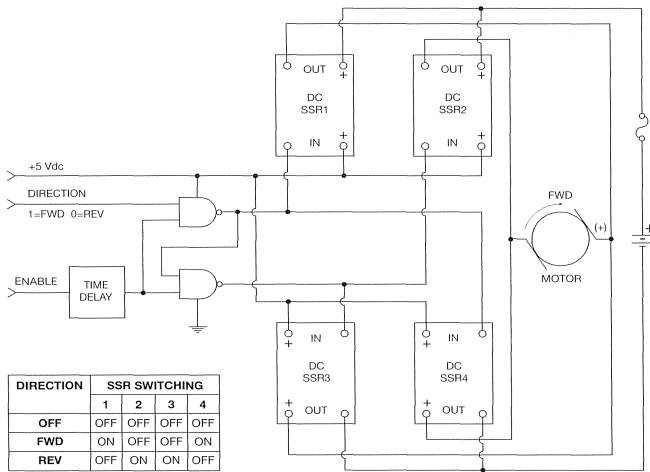 OUT
+
DC
SSR1
IN
+
OUT
+
DC
SSR2
IN
+
+5 Vdc
DIRECTION
1=FWD 0=REV
ENABLE
TIME
DELAY
FWD
(+)
MOTOR
+
IN
+
DC
SSR3
+
OUT
IN
+
DC
SSR4
+
OUT
DIRECTION SSR SWITCHING
1 2 3 4
OFF OFF OFF OFF OFF
FWD ON OFF OFF ON
REV OFF ON ON OFF